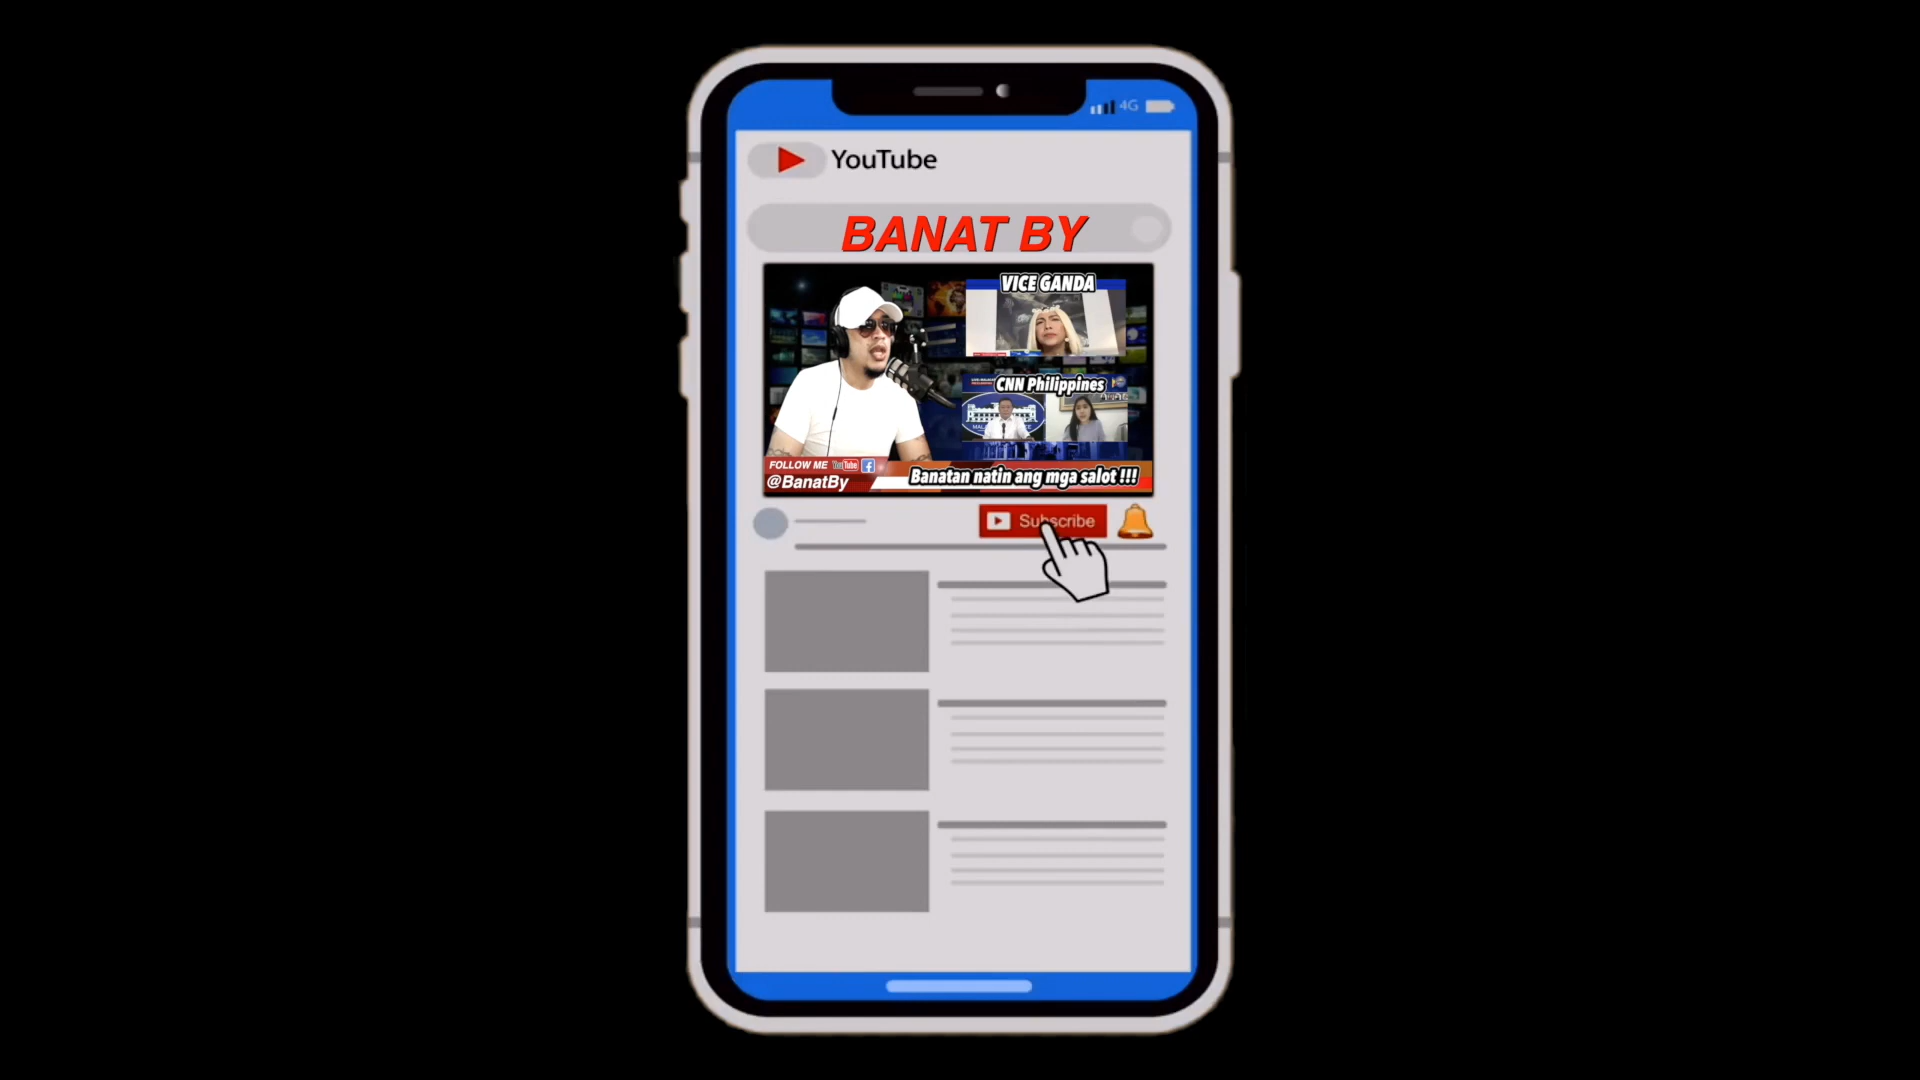 4G
YouTube
BANAT BY
VICE GANDA
CNN Philippines
FOLLOW ME YouTube f
@BanatBy
Banatan natin ang mga salot !!!
Subscribe